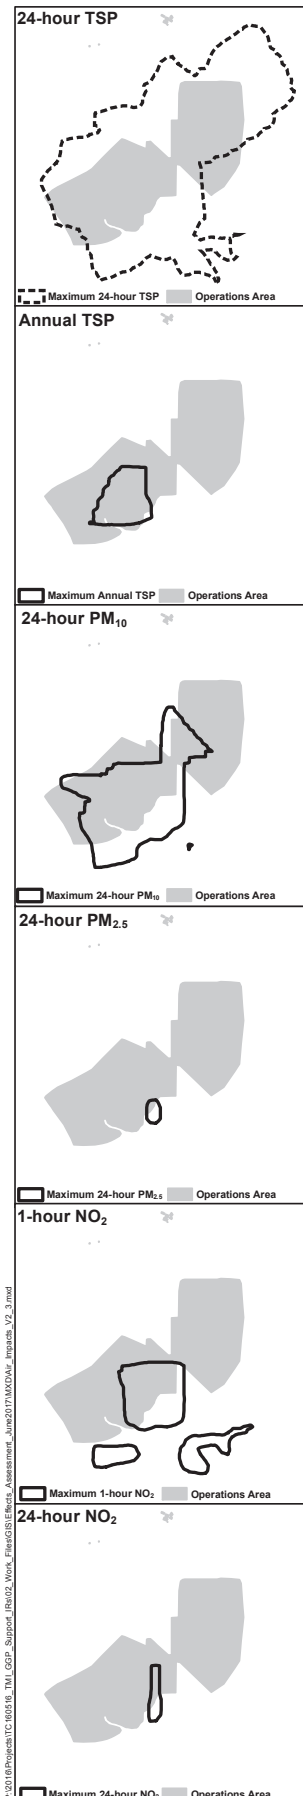 24-hour TSP
Maximum 24-hour TSP Operations Area
Annual TSP
Maximum Annual TSP Operations Area
24-hour PM10
Maximum 24-hour PM10 Operations Area
24-hour PM2.5
Maximum 24-hour PM2.5 Operations Area
1-hour NO2
Maximum 1-hour NO2 Operations Area
24-hour NO2
Maximum 24-hour NO2 Operations Area
:\2016\Projects\TC160516_TMI_GGP_Support_IRs\02_Work_Files\GIS\Effects_Assessment_June2017\MXD\Air_Impacts_V2_3.mxd